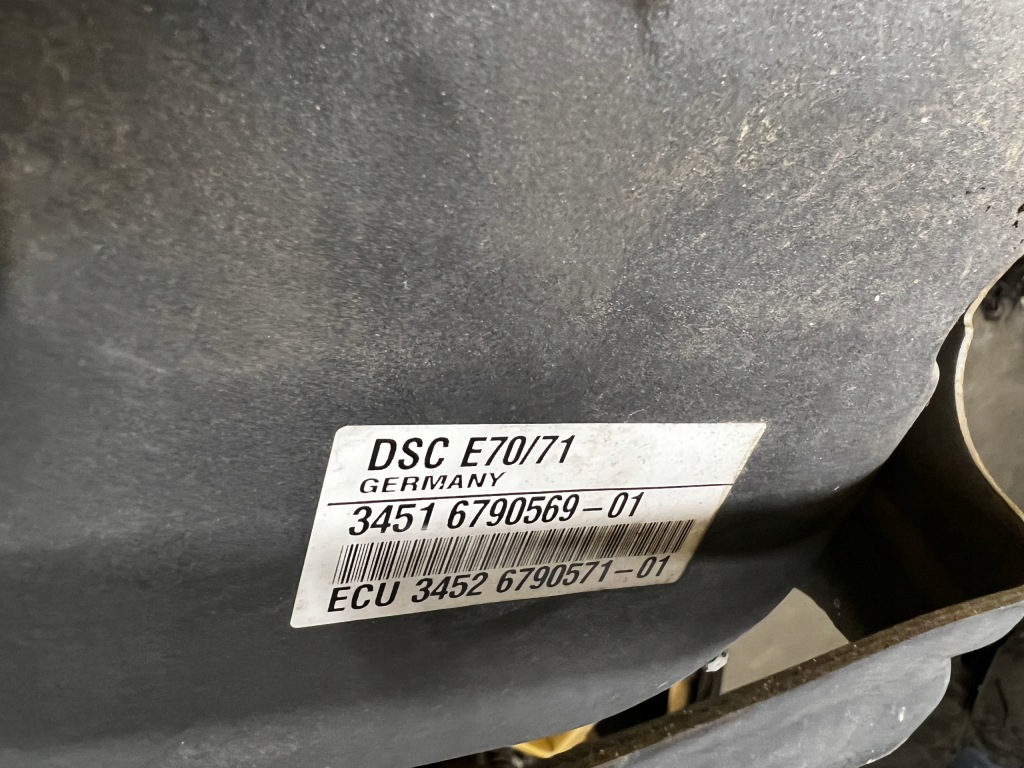 DSC E70/71
GERMANY
3451 6790569-01
ECU 3452 6790571-01